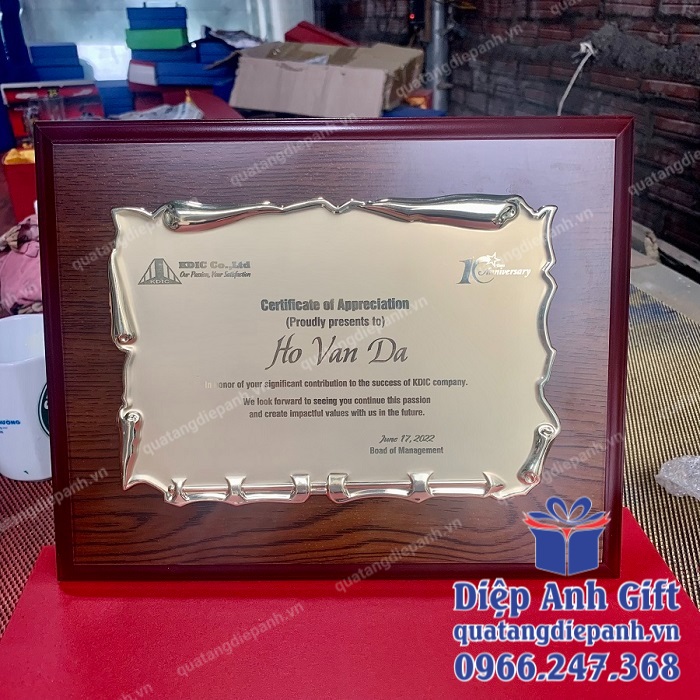 KDIC Co.,Ltd
Our Passion, Your Satisfaction
KDIC
10 Anniversary
Certificate of Appreciation
(Proudly presents to)
Ho Van Da
In honor of your significant contribution to the success of KDIC company.
We look forward to seeing you continue this passion
and create impactful values with us in the future.
June 17, 2022
Boad of Management
Diệp Anh Gift
quatangdiepanh.vn
0966.247.368